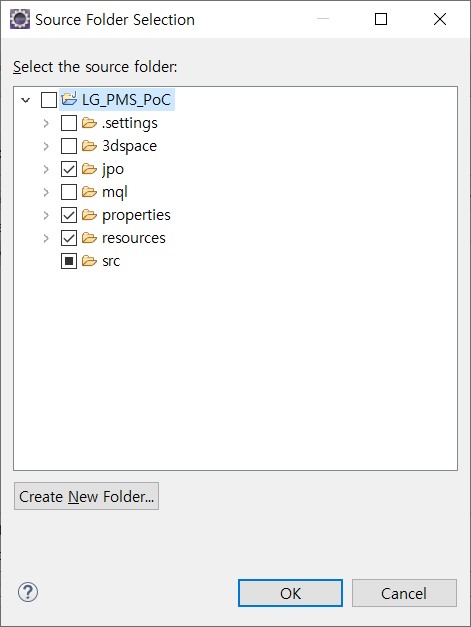 Source Folder Selection
Select the source folder:
LG_PMS_PoC
.settings
3dspace
jpo
mql
properties
resources
src
Create New Folder...
?
OK
Cancel